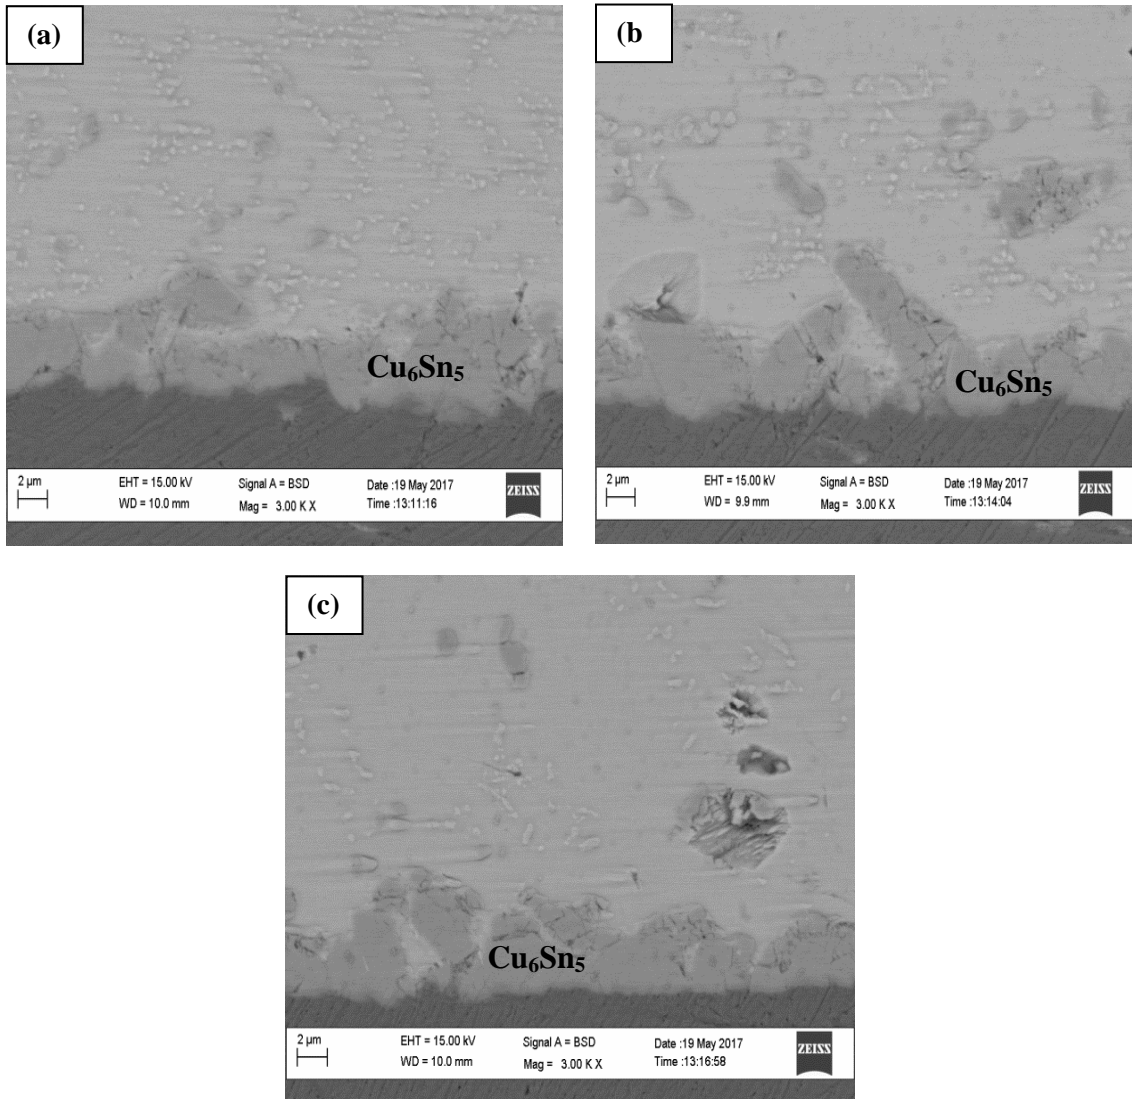 (a)
Cu₆Sn₅
2 µm
EHT = 15.00 kV Signal A = BSD Date :19 May 2017 ZEISS
WD = 10.0 mm Mag = 3.00 K X Time :13:11:16
(b
Cu₆Sn₅
2 µm
EHT = 15.00 kV Signal A = BSD Date :19 May 2017 ZEISS
WD = 9.9 mm Mag = 3.00 K X Time :13:14:04
(c)
Cu₆Sn₅
2 µm
EHT = 15.00 kV Signal A = BSD Date :19 May 2017 ZEISS
WD = 10.0 mm Mag = 3.00 K X Time :13:16:58